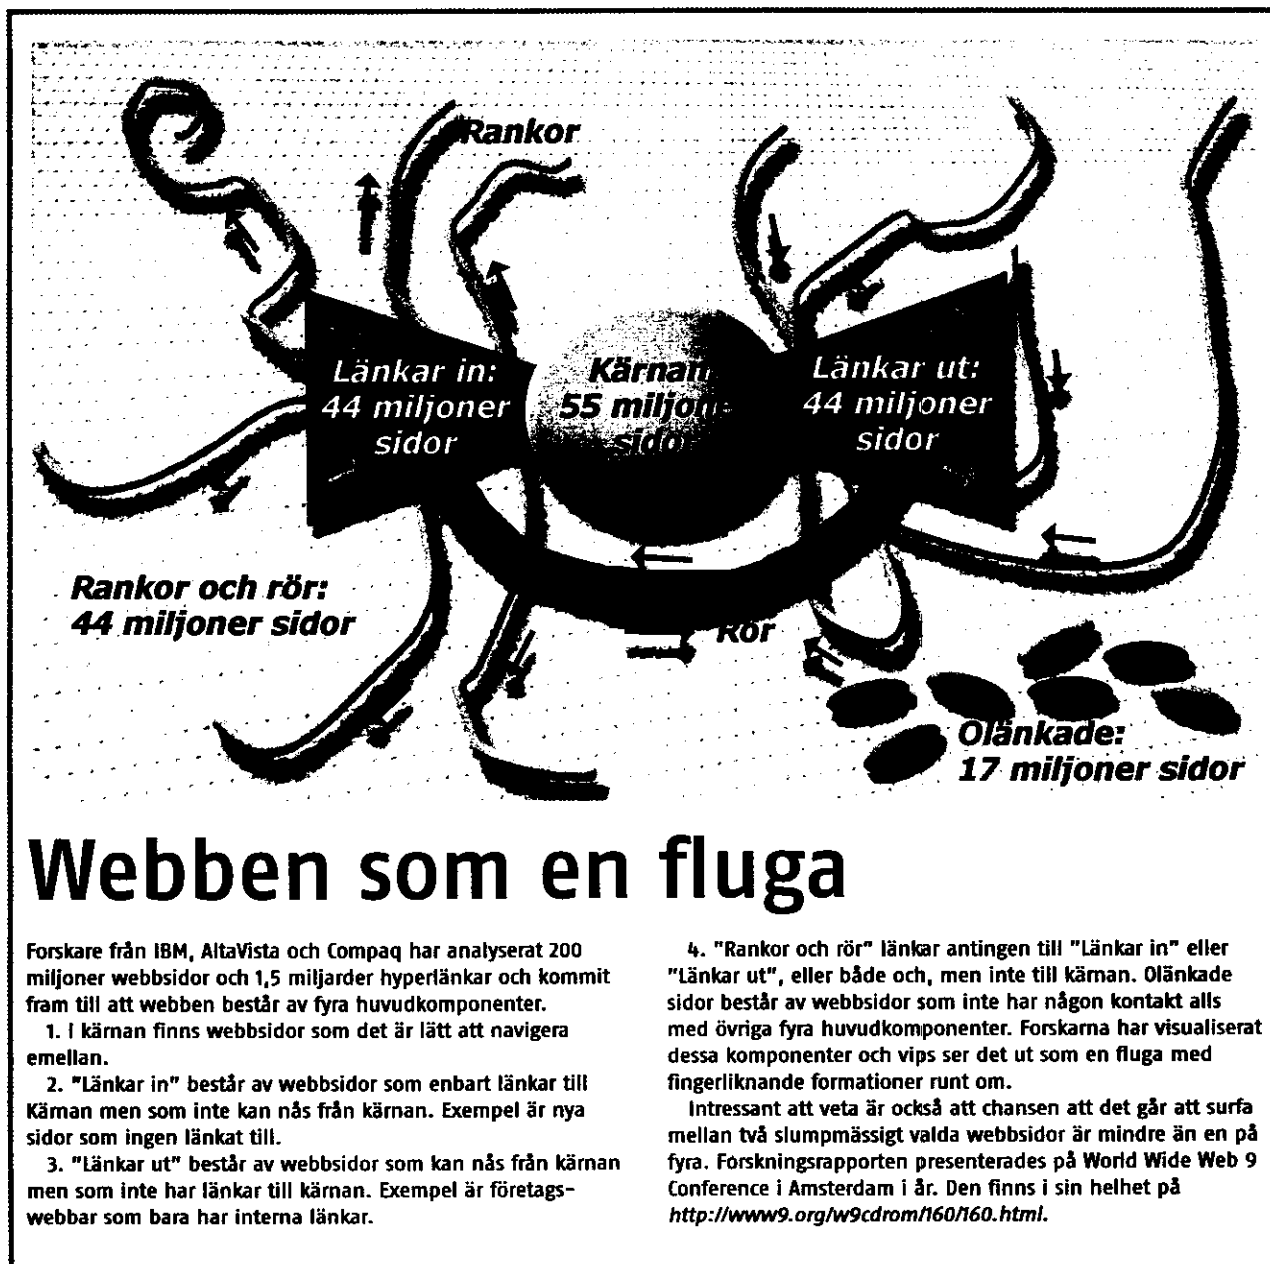 Rankor
Länkar in:
44 miljoner
sidor
Kärnan
55 miljone
sidor
Länkar ut:
44 miljoner
sidor
Rankor och rör:
44 miljoner sidor
Rör
Olänkade:
17 miljoner sidor
Webben som en fluga
Forskare från IBM, AltaVista och Compaq har analyserat 200
miljoner webbsidor och 1,5 miljarder hyperlänkar och kommit
fram till att webben består av fyra huvudkomponenter.
1. I kärnan finns webbsidor som det är lätt att navigera
emellan.
2. "Länkar in" består av webbsidor som enbart länkar till
Kärnan men som inte kan nås från kärnan. Exempel är nya
sidor som ingen länkat till.
3. "Länkar ut" består av webbsidor som kan nås från kärnan
men som inte har länkar till kärnan. Exempel är företags-
webbar som bara har interna länkar.
4. "Rankor och rör" länkar antingen till "Länkar in" eller
"Länkar ut", eller både och, men inte till kärnan. Olänkade
sidor består av webbsidor som inte har någon kontakt alls
med övriga fyra huvudkomponenter. Forskarna har visualiserat
dessa komponenter och vips ser det ut som en fluga med
fingerliknande formationer runt om.
Intressant att veta är också att chansen att det går att surfa
mellan två slumpmässigt valda webbsidor är mindre än en på
fyra. Forskningsrapporten presenterades på World Wide Web 9
Conference i Amsterdam i år. Den finns i sin helhet på
http://www9.org/w9cdrom/160/160.html.